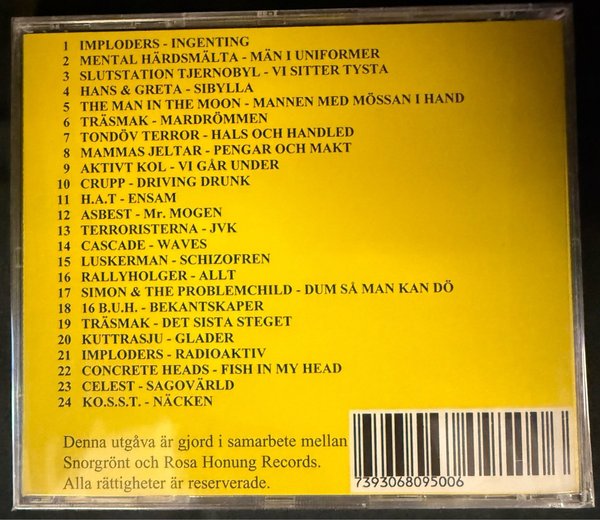 1 IMPLODERS - INGENTING
2 MENTAL HÄRDSMÄLTA - MÄN I UNIFORMER
3 SLUTSTATION TJERNOBYL - VI SITTER TYSTA
4 HANS & GRETA - SIBYLLA
5 THE MAN IN THE MOON - MANNEN MED MÖSSAN I HAND
6 TRÄSMAK - MARDRÖMMEN
7 TONDÖV TERROR - HALS OCH HANDLED
8 MAMMAS JELTAR - PENGAR OCH MAKT
9 AKTIVT KOL - VI GÅR UNDER
10 CRUPP - DRIVING DRUNK
11 H.A.T - ENSAM
12 ASBEST - Mr. MOGEN
13 TERRORISTERNA - JVK
14 CASCADE - WAVES
15 LUSKERMAN - SCHIZOFREN
16 RALLYHOLGER - ALLT
17 SIMON & THE PROBLEMCHILD - DUM SÅ MAN KAN DÖ
18 16 B.U.H. - BEKANTSKAPER
19 TRÄSMAK - DET SISTA STEGET
20 KUTTRASJU - GLADER
21 IMPLODERS - RADIOAKTIV
22 CONCRETE HEADS - FISH IN MY HEAD
23 CELEST - SAGOVÄRLD
24 KO.S.S.T. - NÄCKEN
Denna utgåva är gjord i samarbete mellan
Snorgrönt och Rosa Honung Records.
Alla rättigheter är reserverade.
7393068095006